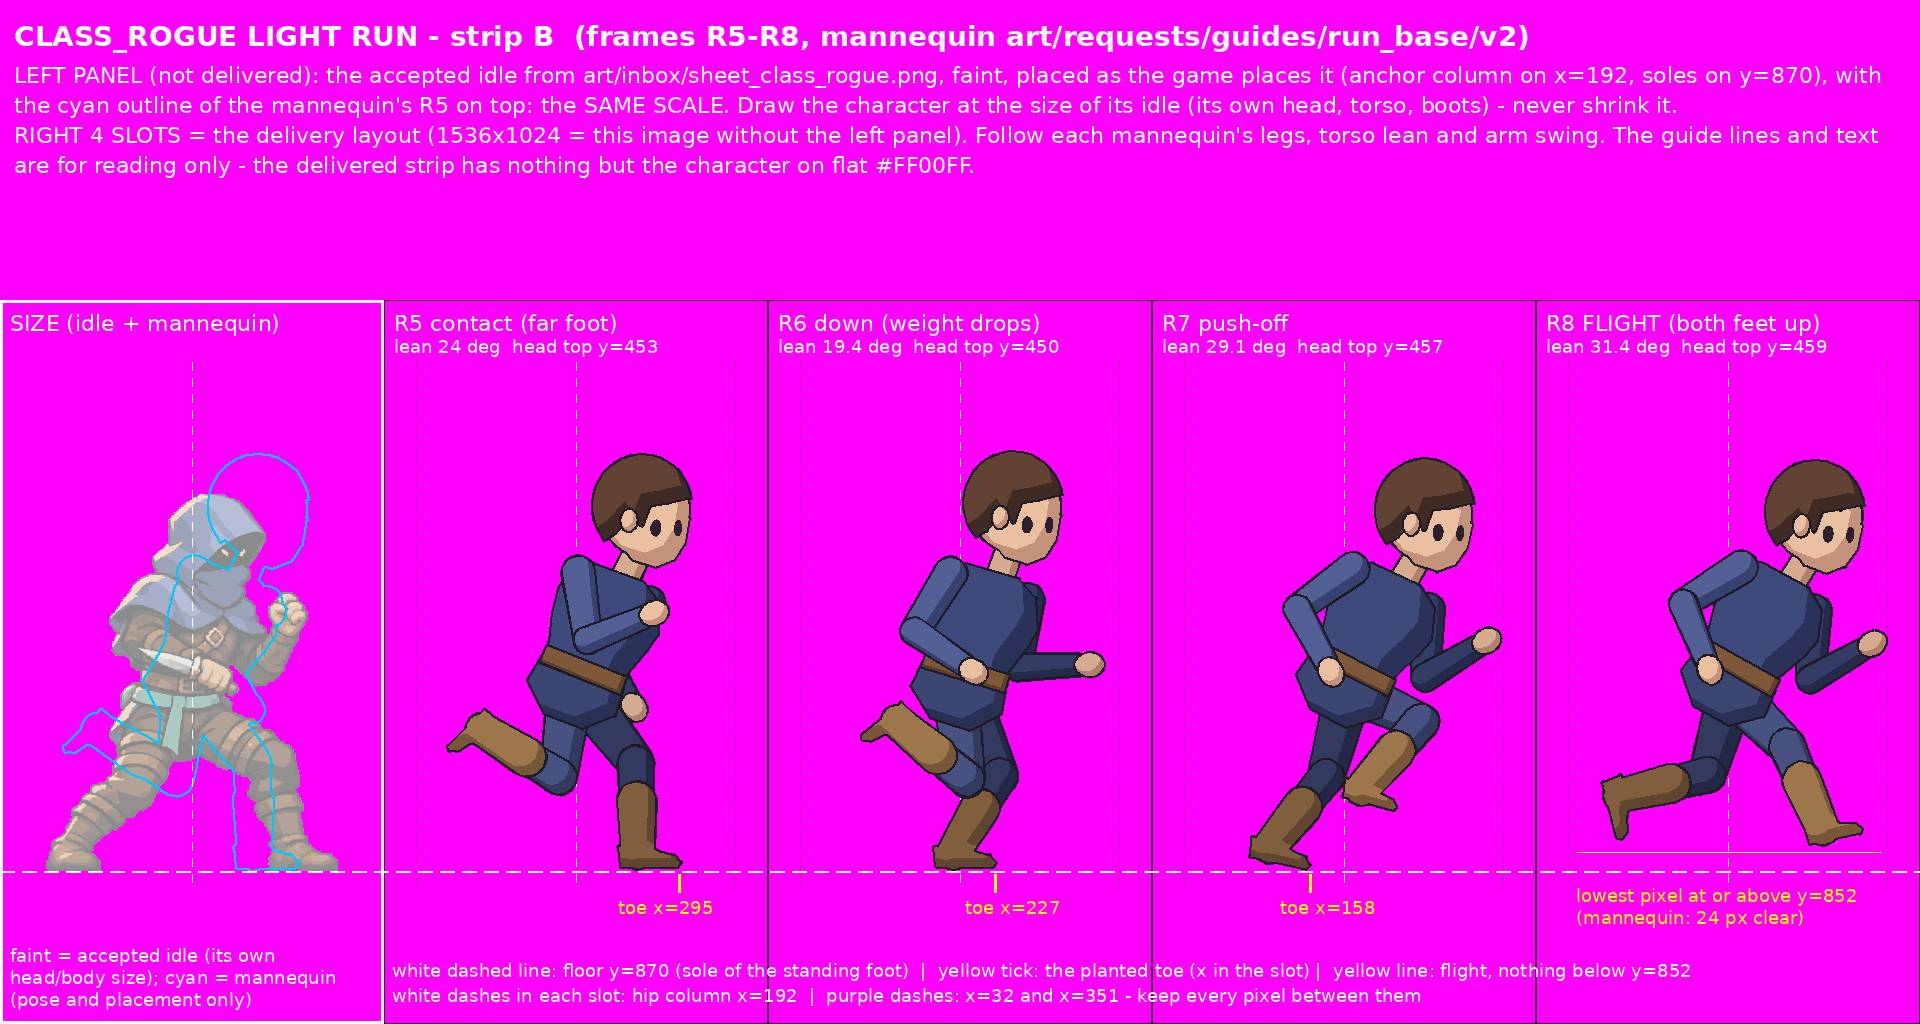 CLASS_ROGUE LIGHT RUN - strip B  (frames R5-R8, mannequin art/requests/guides/run_base/v2)
LEFT PANEL (not delivered): the accepted idle from art/inbox/sheet_class_rogue.png, faint, placed as the game places it (anchor column on x=192, soles on y=870), with
the cyan outline of the mannequin's R5 on top: the SAME SCALE. Draw the character at the size of its idle (its own head, torso, boots) - never shrink it.
RIGHT 4 SLOTS = the delivery layout (1536x1024 = this image without the left panel). Follow each mannequin's legs, torso lean and arm swing. The guide lines and text
are for reading only - the delivered strip has nothing but the character on flat #FF00FF.
SIZE (idle + mannequin)
R5 contact (far foot)
lean 24 deg  head top y=453
R6 down (weight drops)
lean 19.4 deg  head top y=450
R7 push-off
lean 29.1 deg  head top y=457
R8 FLIGHT (both feet up)
lean 31.4 deg  head top y=459
toe x=295
toe x=227
toe x=158
lowest pixel at or above y=852
(mannequin: 24 px clear)
faint = accepted idle (its own
head/body size); cyan = mannequin
(pose and placement only)
white dashed line: floor y=870 (sole of the standing foot)  |  yellow tick: the planted toe (x in the slot) |  yellow line: flight, nothing below y=852
white dashes in each slot: hip column x=192  |  purple dashes: x=32 and x=351 - keep every pixel between them